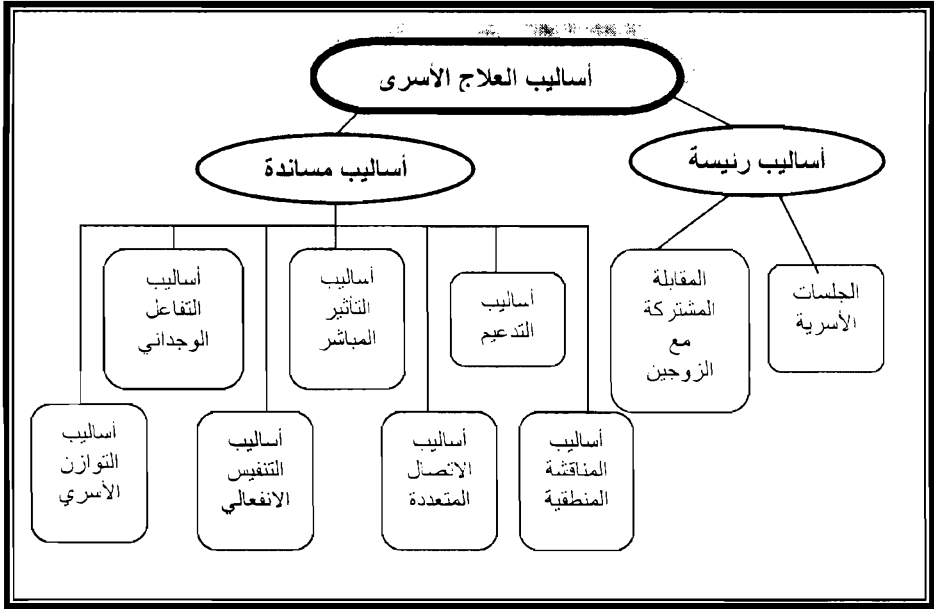 أساليب العلاج الأسرى
أساليب رئيسة
أساليب مساندة
الجلسات
الأسرية
المقابلة
المشتركة
مع
الزوجين
أساليب
التدعيم
أساليب
التأثير
المباشر
أساليب
التفاعل
الوجداني
أساليب
المناقشة
المنطقية
أساليب
الاتصال
المتعددة
أساليب
التنفيس
الانفعالي
أساليب
التوازن
الأسري